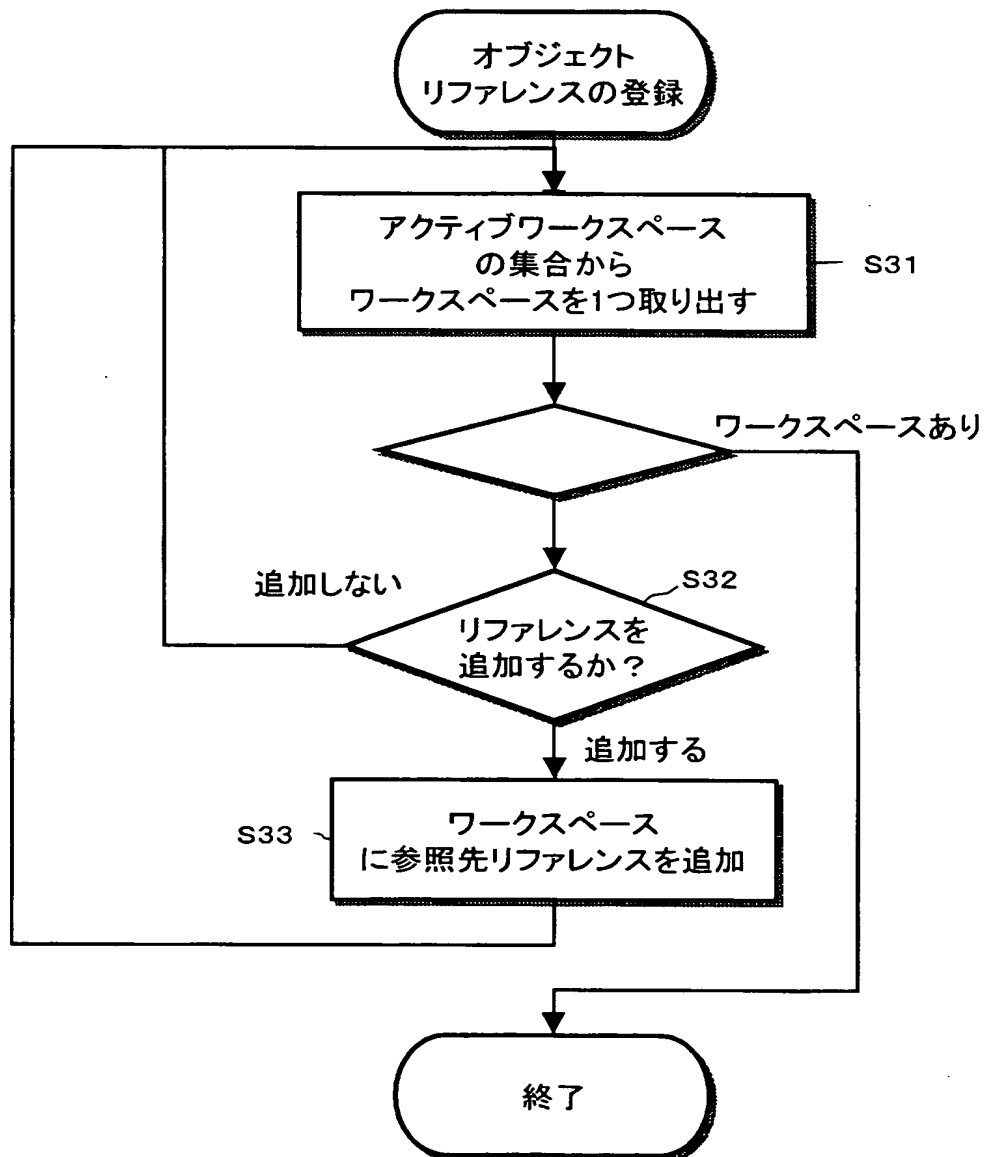 オブジェクト
リファレンスの登録
アクティブワークスペース
の集合から
ワークスペースを1つ取り出す
S31
ワークスペースあり
追加しない
S32
リファレンスを
追加するか？
追加する
S33
ワークスペース
に参照先リファレンスを追加
終了